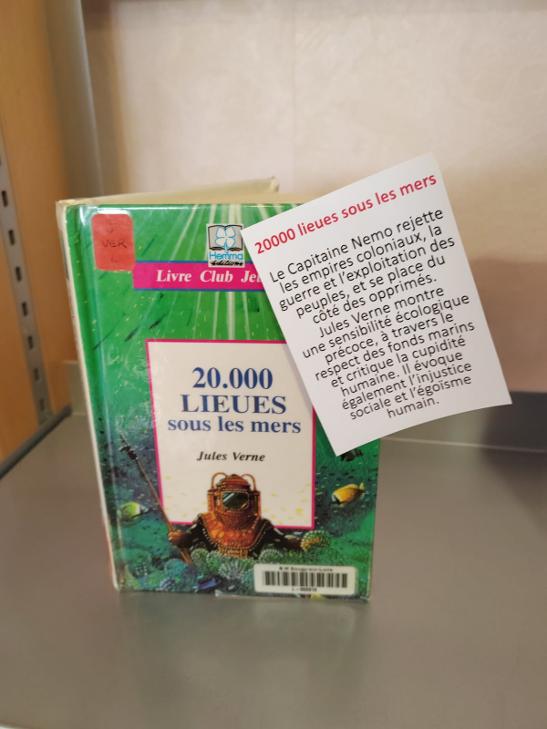 VER
Hemma
Livre Club
20.000
LIEUES
sous les mers
Jules Verne
20000 lieues sous les mers
Le Capitaine Nemo rejette
les empires coloniaux, la
guerre et l'exploitation des
peuples, et se place du
côté des opprimés.
Jules Verne montre
une sensibilité écologique
précoce, à travers le
respect des fonds marins
et critique la cupidité
humaine. Il évoque
également l'injustice
sociale et l'égoïsme
humain.